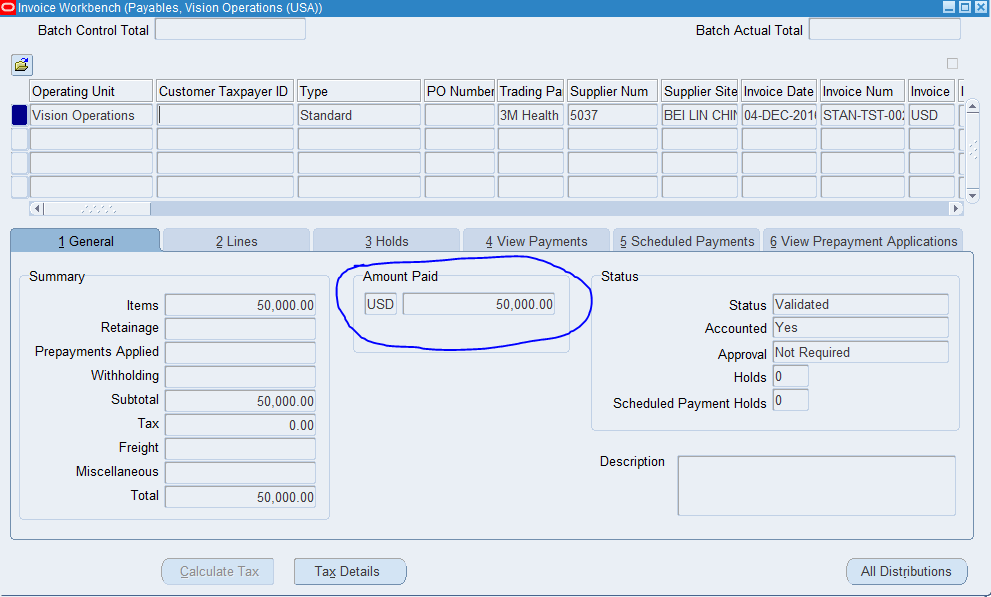 Invoice Workbench (Payables, Vision Operations (USA))
Batch Control Total Batch Actual Total
Operating Unit Customer Taxpayer ID Type PO Number Trading Pa Supplier Num Supplier Site Invoice Date Invoice Num Invoice
Vision Operations Standard 3M Health 5037 BEI LIN CHIN 04-DEC-2016 STAN-TST-002 USD
1 General 2 Lines 3 Holds 4 View Payments 5 Scheduled Payments 6 View Prepayment Applications
Summary
Items 50,000.00
Retainage
Prepayments Applied
Withholding
Subtotal 50,000.00
Tax 0.00
Freight
Miscellaneous
Total 50,000.00
Amount Paid
USD 50,000.00
Status
Status Validated
Accounted Yes
Approval Not Required
Holds 0
Scheduled Payment Holds 0
Description
Calculate Tax Tax Details All Distributions